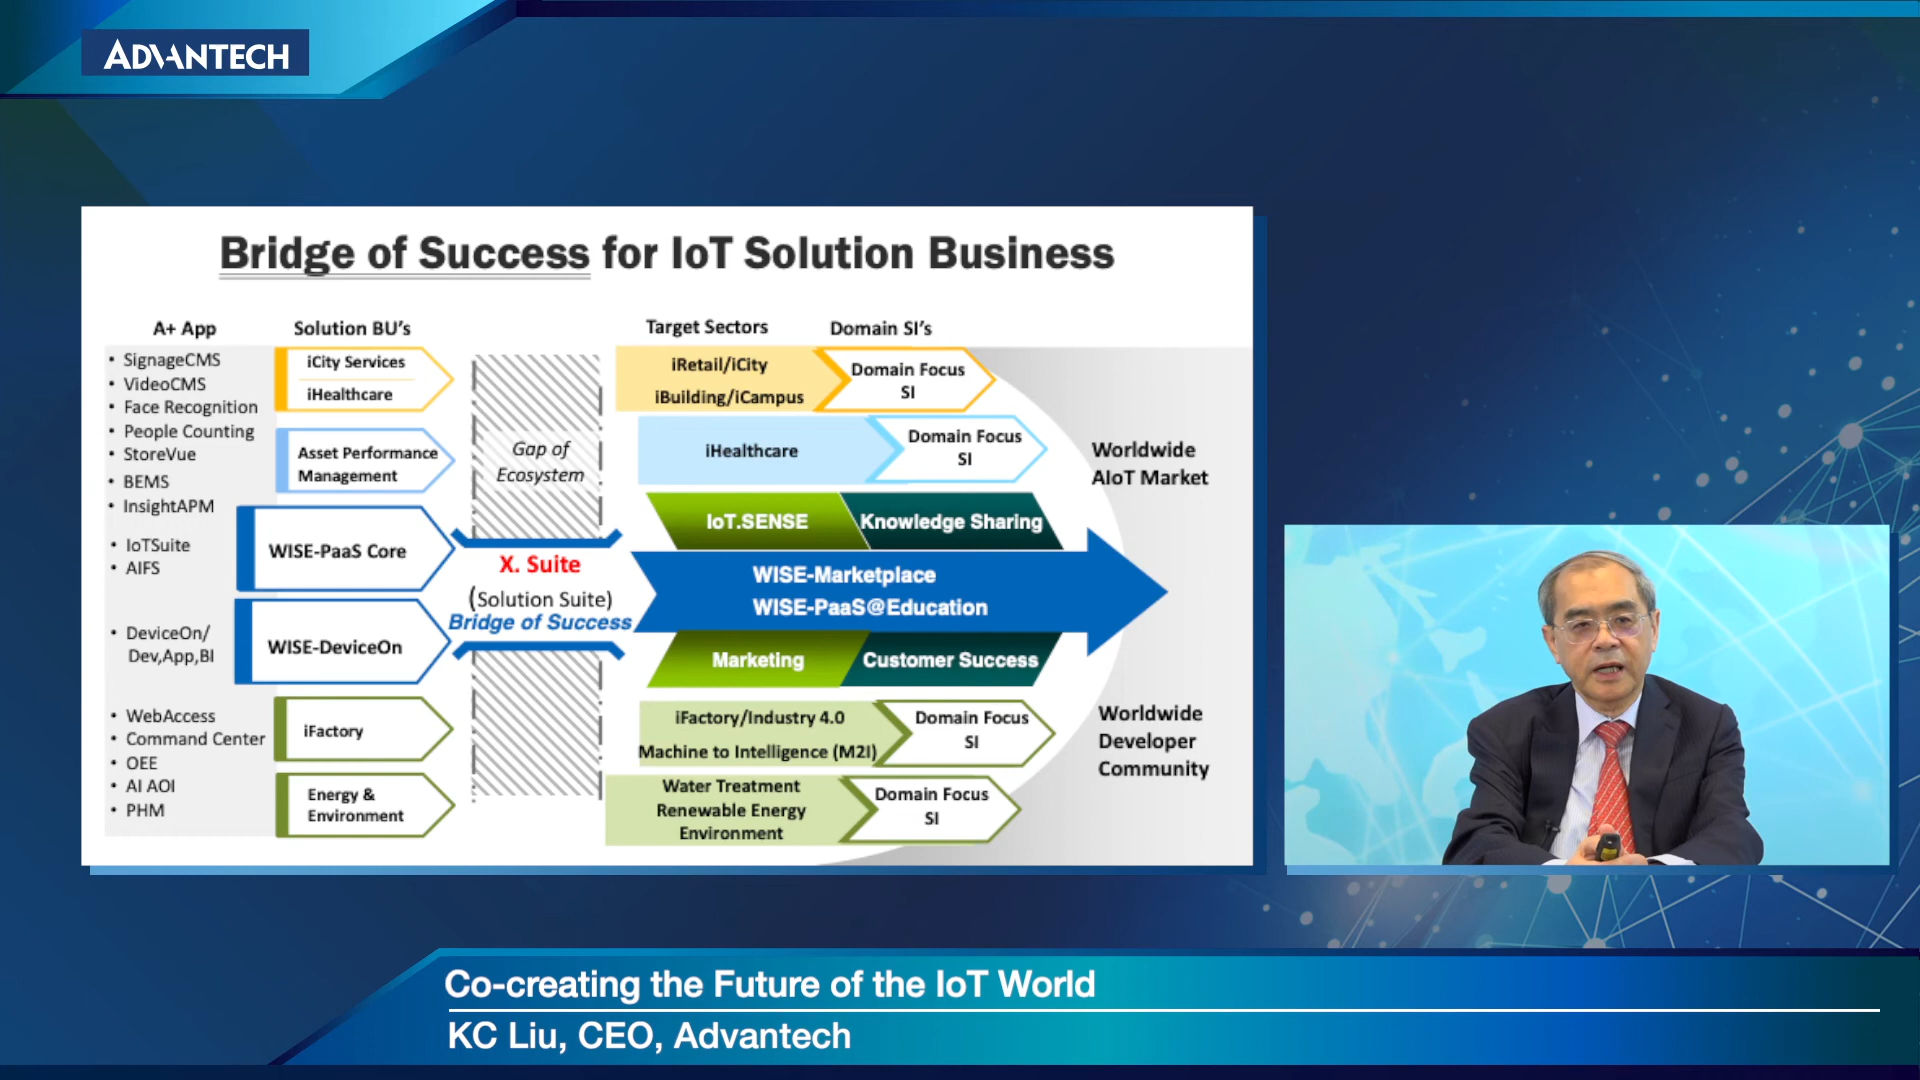 ADVANTECH
Bridge of Success for IoT Solution Business
A+ App
Solution BU's
Target Sectors
Domain SI's
• SignageCMS
• VideoCMS
• Face Recognition
• People Counting
• StoreVue
• BEMS
• InsightAPM
• IoTSuite
• AIFS
• DeviceOn/
Dev,App,BI
• WebAccess
• Command Center
• OEE
• AI AOI
• PHM
iCity Services
iHealthcare
Asset Performance
Management
WISE-PaaS Core
WISE-DeviceOn
iFactory
Energy &
Environment
Gap of
Ecosystem
X. Suite
(Solution Suite)
Bridge of Success
iRetail/iCity
iBuilding/iCampus
Domain Focus
SI
iHealthcare
Domain Focus
SI
IoT.SENSE
Knowledge Sharing
WISE-Marketplace
WISE-PaaS@Education
Marketing
Customer Success
iFactory/Industry 4.0
Machine to Intelligence (M2I)
Domain Focus
SI
Water Treatment
Renewable Energy
Environment
Domain Focus
SI
Worldwide
AIoT Market
Worldwide
Developer
Community
Co-creating the Future of the IoT World
KC Liu, CEO, Advantech